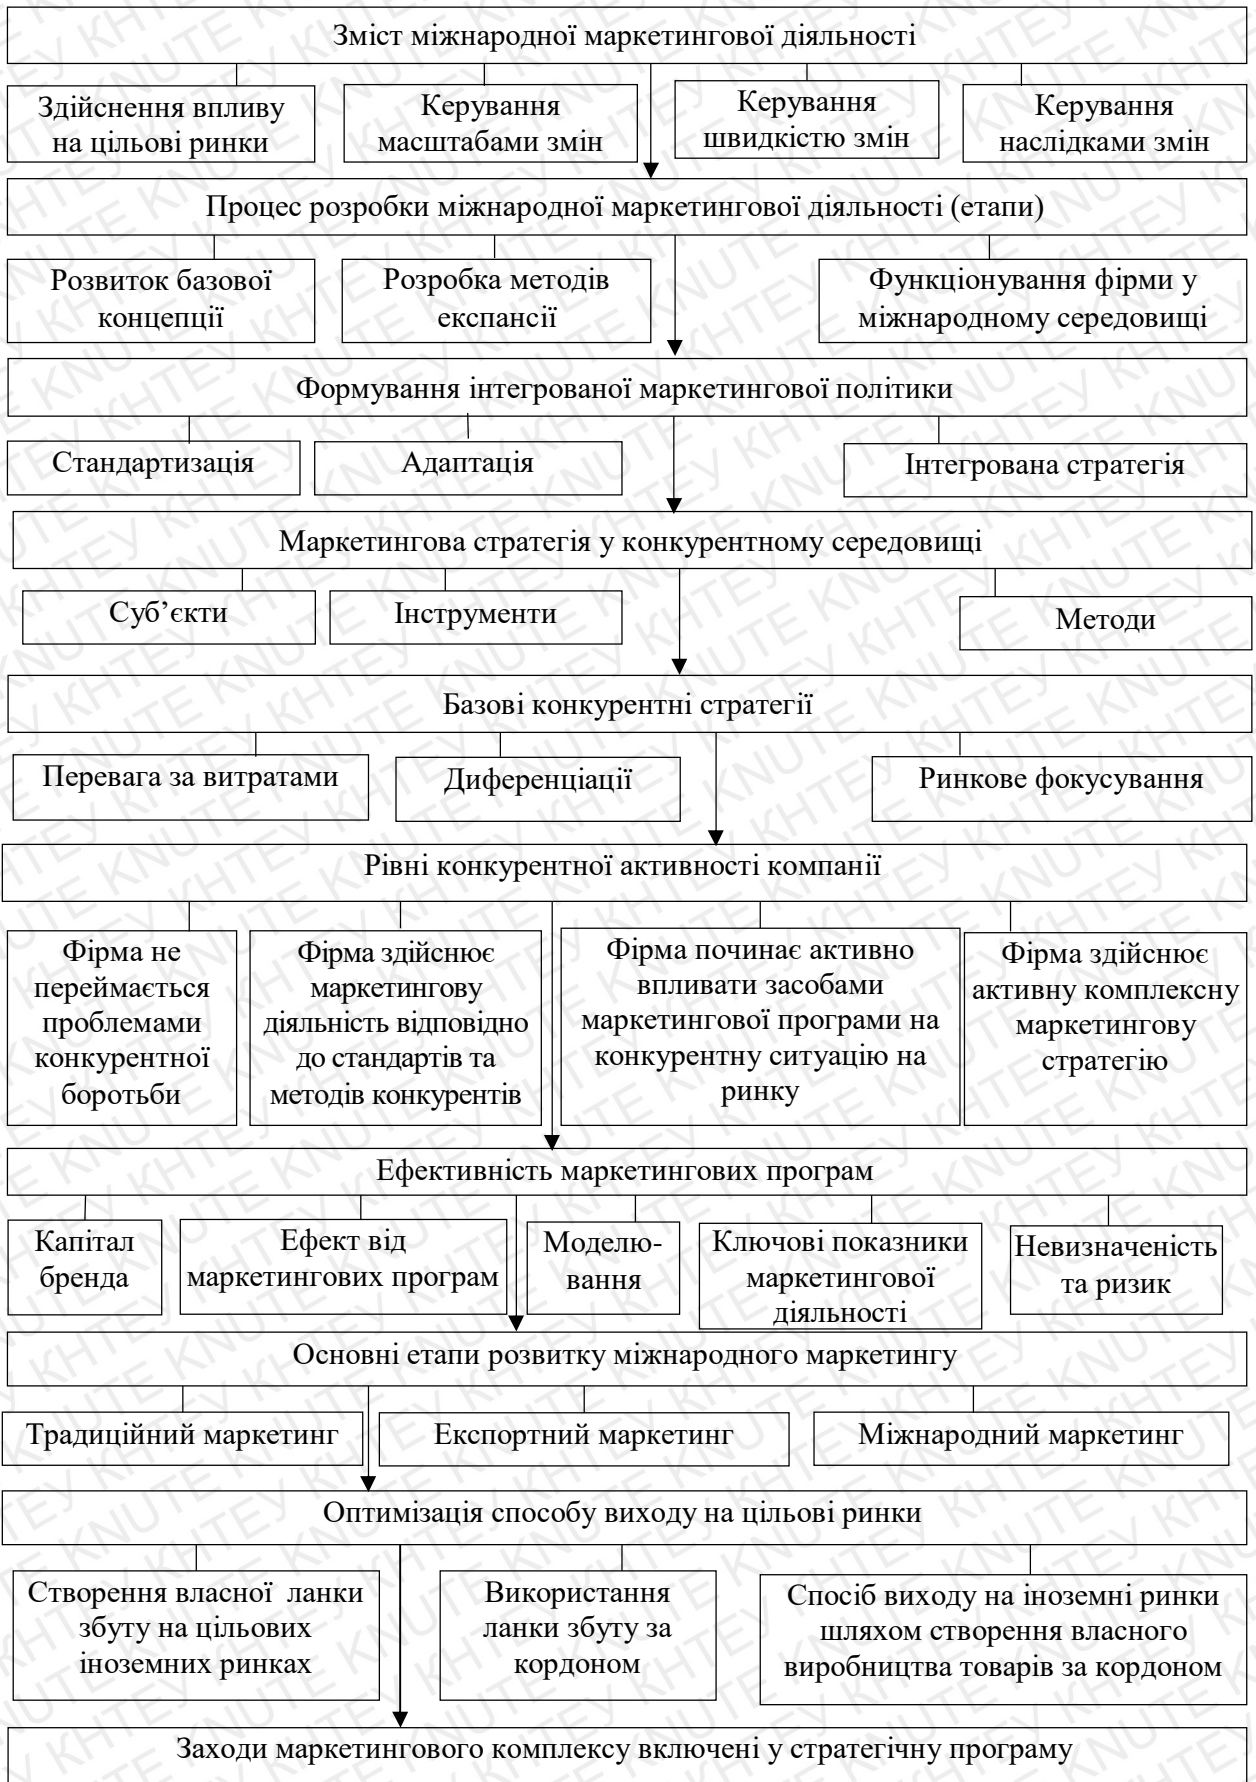 Зміст міжнародної маркетингової діяльності
Здійснення впливу
на цільові ринки
Керування
масштабами змін
Керування
швидкістю змін
Керування
наслідками змін
Процес розробки міжнародної маркетингової діяльності (етапи)
Розвиток базової
концепції
Розробка методів
експансії
Функціонування фірми у
міжнародному середовищі
Формування інтегрованої маркетингової політики
Стандартизація
Адаптація
Інтегрована стратегія
Маркетингова стратегія у конкурентному середовищі
Суб’єкти
Інструменти
Методи
Базові конкурентні стратегії
Перевага за витратами
Диференціації
Ринкове фокусування
Рівні конкурентної активності компанії
Фірма не
переймається
проблемами
конкурентної
боротьби
Фірма здійснює
маркетингову
діяльність відповідно
до стандартів та
методів конкурентів
Фірма починає активно
впливати засобами
маркетингової програми на
конкурентну ситуацію на
ринку
Фірма здійснює
активну комплексну
маркетингову
стратегію
Ефективність маркетингових програм
Капітал
бренда
Ефект від
маркетингових програм
Моделю-
вання
Ключові показники
маркетингової
діяльності
Невизначеність
та ризик
Основні етапи розвитку міжнародного маркетингу
Традиційний маркетинг
Експортний маркетинг
Міжнародний маркетинг
Оптимізація способу виходу на цільові ринки
Створення власної ланки
збуту на цільових
іноземних ринках
Використання
ланки збуту за
кордоном
Спосіб виходу на іноземні ринки
шляхом створення власного
виробництва товарів за кордоном
Заходи маркетингового комплексу включені у стратегічну програму